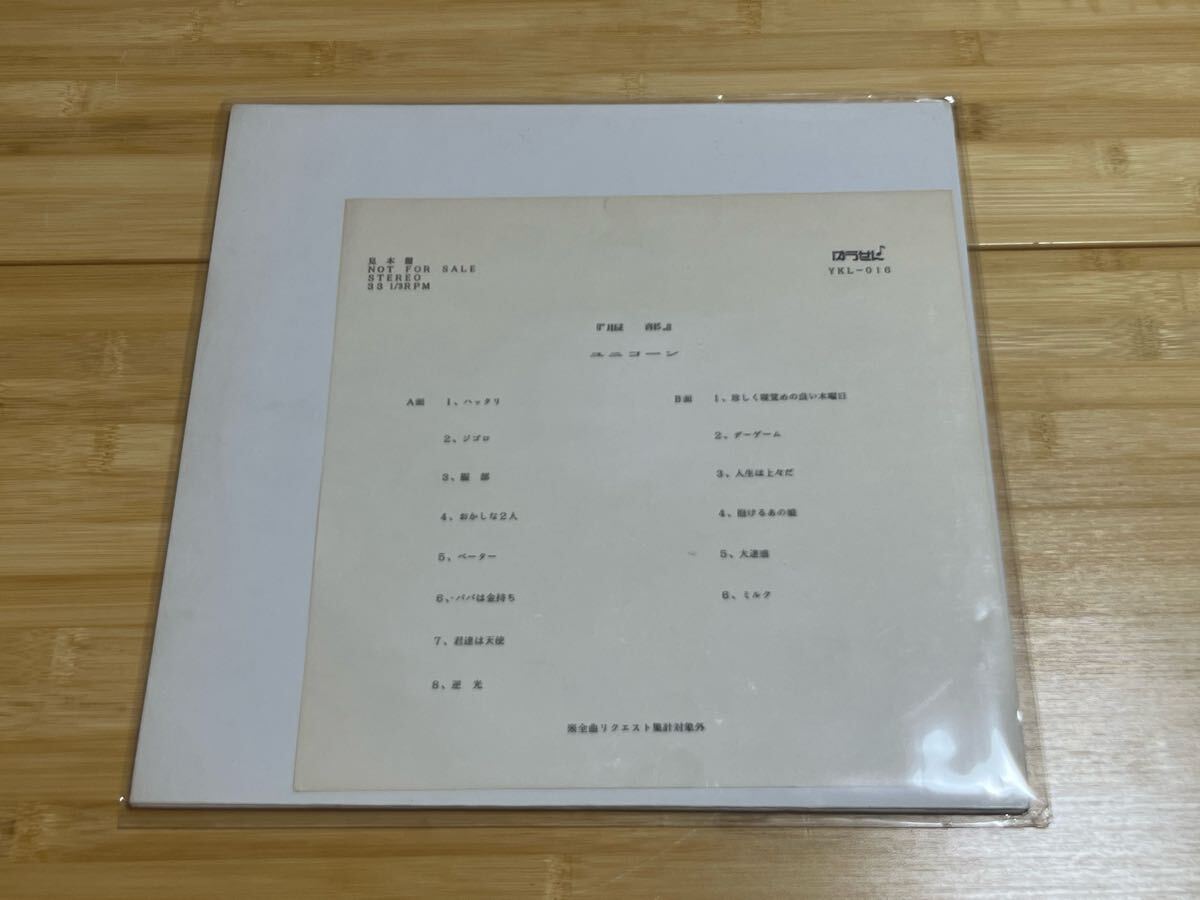 見本盤
NOT FOR SALE
STEREO
33 1/3RPM
ゆうせん
YKL-016
『服 部』
ユニコーン
A面 1、ハッタリ
2、ジゴロ
3、服 部
4、おかしな2人
5、ペーター
6、パパは金持ち
7、君達は天使
8、逆 光
B面 1、珍しく寝覚めの良い木曜日
2、デーゲーム
3、人生は上々だ
4、抱けるあの娘
5、大迷惑
6、ミルク
※全曲リクエスト集計対象外